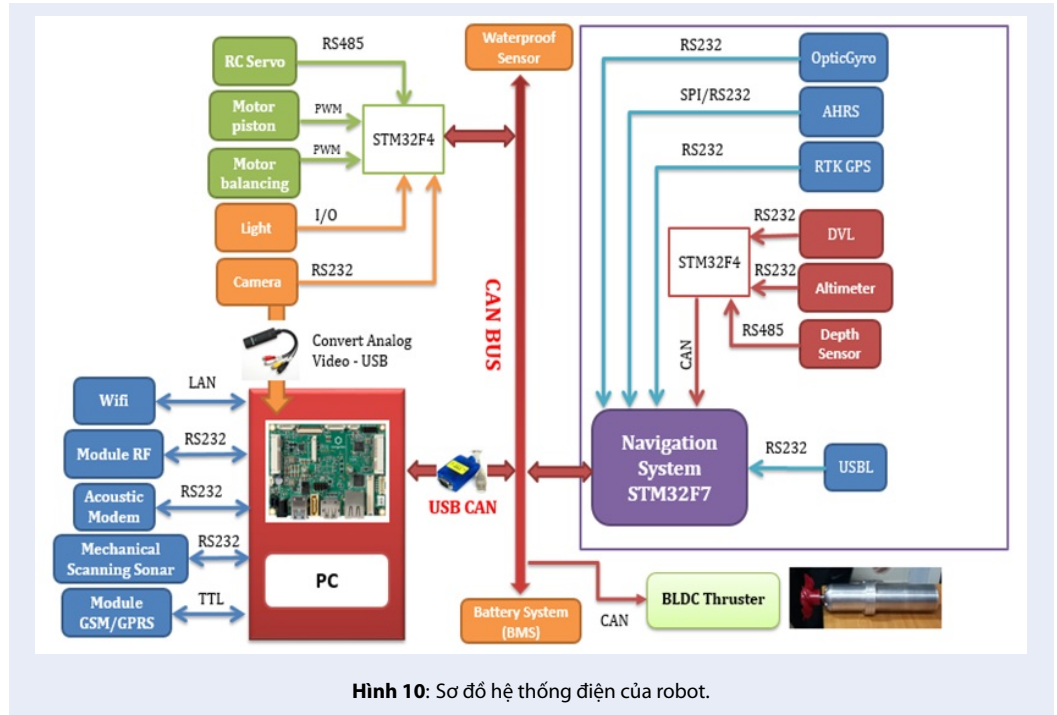 RC Servo
RS485
Motor
piston
PWM
Motor
balancing
PWM
Light
I/O
Camera
RS232
STM32F4
Waterproof
Sensor
Convert Analog
Video - USB
Wifi
LAN
Module RF
RS232
Acoustic
Modem
RS232
Mechanical
Scanning Sonar
RS232
Module
GSM/GPRS
TTL
PC
USB CAN
CAN BUS
Battery System
(BMS)
RS232
OpticGyro
SPI/RS232
AHRS
RS232
RTK GPS
STM32F4
RS232
DVL
RS232
Altimeter
RS485
Depth
Sensor
CAN
Navigation
System
STM32F7
RS232
USBL
CAN
BLDC Thruster
Hình 10: Sơ đồ hệ thống điện của robot.